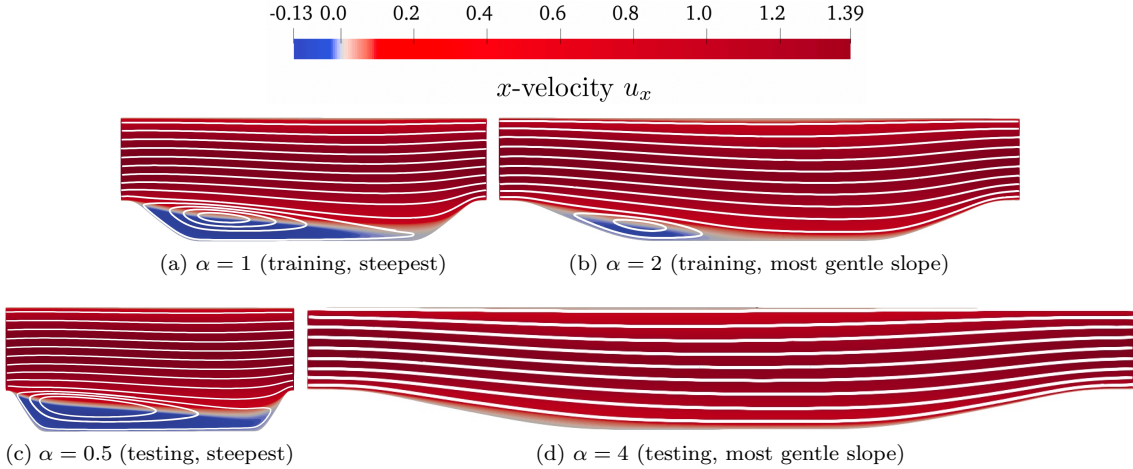 -0.13 0.0 0.2 0.4 0.6 0.8 1.0 1.2 1.39
x-velocity u_x
(a) α = 1 (training, steepest)
(b) α = 2 (training, most gentle slope)
(c) α = 0.5 (testing, steepest)
(d) α = 4 (testing, most gentle slope)